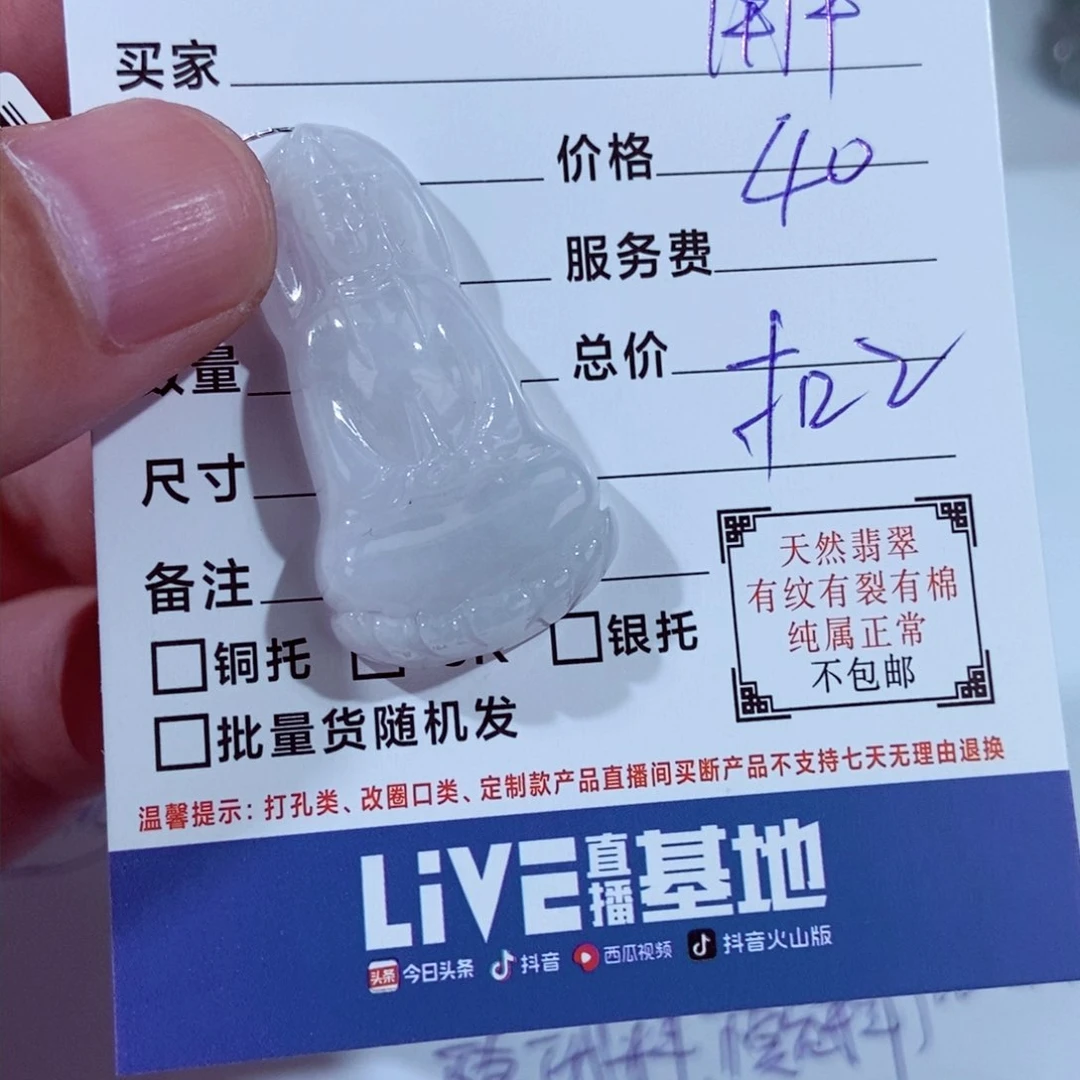 买家
价格 40
服务费
总价 扣2
量
尺寸
备注
铜托
银托
批量货随机发
天然翡翠
有纹有裂有棉
纯属正常
不包邮
温馨提示：打孔类、改圈口类、定制款产品直播间买断产品不支持七天无理由退换
LiVE直播基地
头条 今日头条 抖音 西瓜视频 抖音火山版